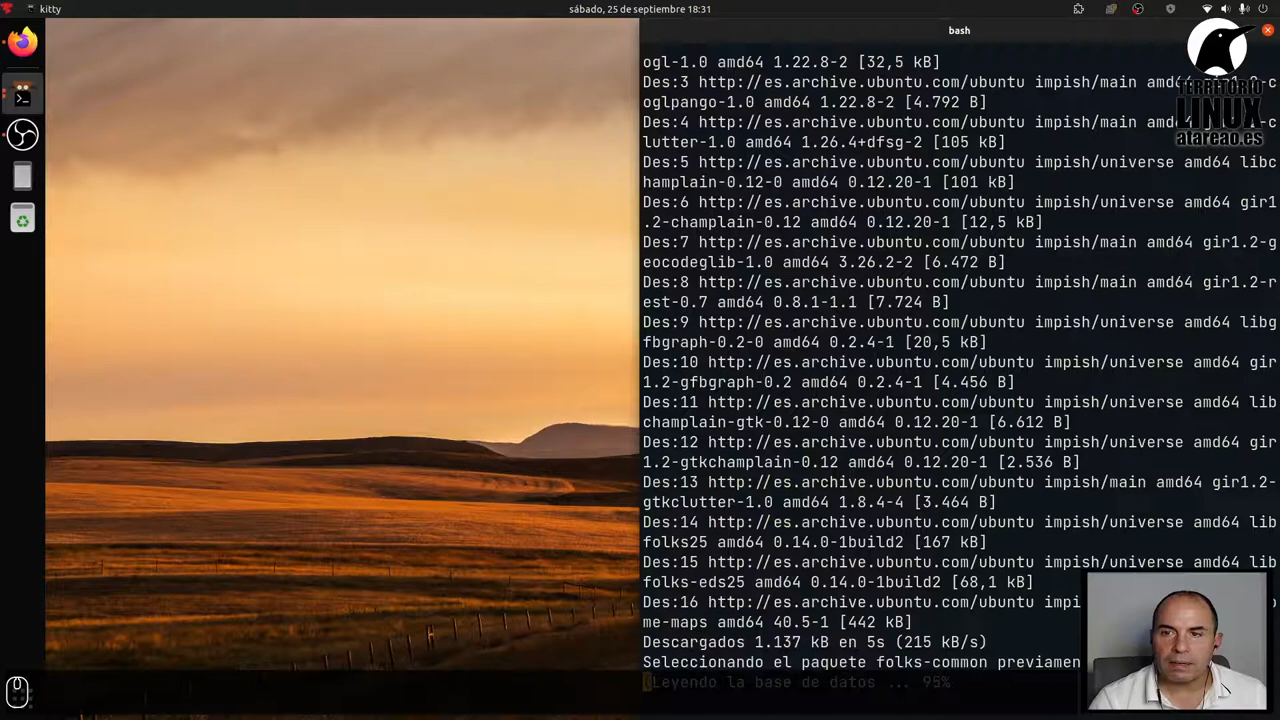 kitty
sábado, 25 de septiembre 18:31
bash
ogl-1.0 amd64 1.22.8-2 [32,5 kB]
Des:3 http://es.archive.ubuntu.com/ubuntu impish/main amd64 gir1.2-c
oglpango-1.0 amd64 1.22.8-2 [4.792 B]
Des:4 http://es.archive.ubuntu.com/ubuntu impish/main amd64 gir1.2-c
lutter-1.0 amd64 1.26.4+dfsg-2 [105 kB]
Des:5 http://es.archive.ubuntu.com/ubuntu impish/universe amd64 libc
hamplain-0.12-0 amd64 0.12.20-1 [101 kB]
Des:6 http://es.archive.ubuntu.com/ubuntu impish/universe amd64 gir1
.2-champlain-0.12 amd64 0.12.20-1 [12,5 kB]
Des:7 http://es.archive.ubuntu.com/ubuntu impish/main amd64 gir1.2-g
eocodeglib-1.0 amd64 3.26.2-2 [6.472 B]
Des:8 http://es.archive.ubuntu.com/ubuntu impish/main amd64 gir1.2-r
est-0.7 amd64 0.8.1-1.1 [7.724 B]
Des:9 http://es.archive.ubuntu.com/ubuntu impish/universe amd64 libg
fbgraph-0.2-0 amd64 0.2.4-1 [20,5 kB]
Des:10 http://es.archive.ubuntu.com/ubuntu impish/universe amd64 gir
1.2-gfbgraph-0.2 amd64 0.2.4-1 [4.456 B]
Des:11 http://es.archive.ubuntu.com/ubuntu impish/universe amd64 lib
champlain-gtk-0.12-0 amd64 0.12.20-1 [6.612 B]
Des:12 http://es.archive.ubuntu.com/ubuntu impish/universe amd64 gir
1.2-gtkchamplain-0.12 amd64 0.12.20-1 [2.536 B]
Des:13 http://es.archive.ubuntu.com/ubuntu impish/main amd64 gir1.2-
gtkclutter-1.0 amd64 1.8.4-4 [3.464 B]
Des:14 http://es.archive.ubuntu.com/ubuntu impish/universe amd64 lib
folks25 amd64 0.14.0-1build2 [167 kB]
Des:15 http://es.archive.ubuntu.com/ubuntu impish/universe amd64 lib
folks-eds25 amd64 0.14.0-1build2 [68,1 kB]
Des:16 http://es.archive.ubuntu.com/ubuntu impi
me-maps amd64 40.5-1 [442 kB]
Descargados 1.137 kB en 5s (215 kB/s)
Seleccionando el paquete folks-common previamen
(Leyendo la base de datos ... 95%
TERRITORIO
LINUX
atareao.es